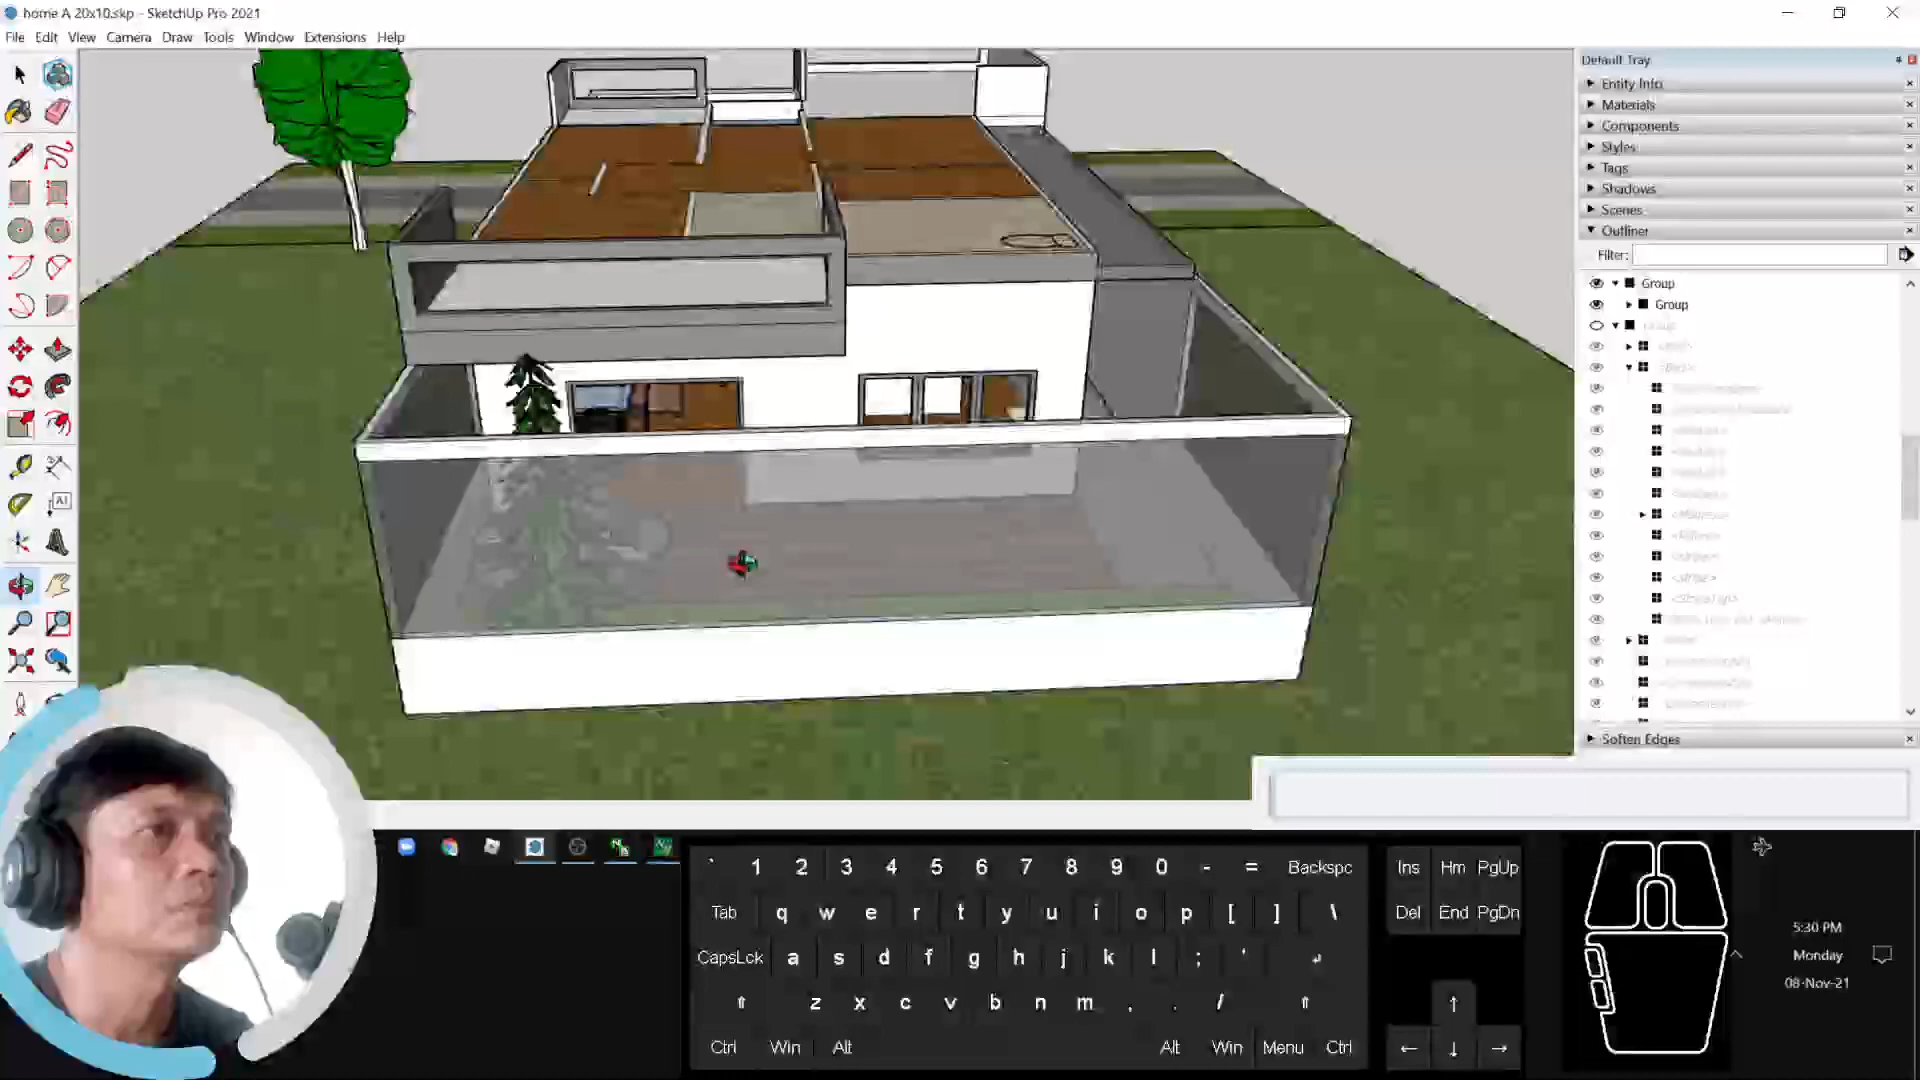 home A 20x10.skp - SketchUp Pro 2021
File Edit View Camera Draw Tools Window Extensions Help
Default Tray
Entity Info
Materials
Components
Styles
Tags
Shadows
Scenes
Outliner
Filter:
Group
Group
Group
Soften Edges
AI
` 1 2 3 4 5 6 7 8 9 0 - = Backspc
Ins Hm PgUp
Tab q w e r t y u i o p [ ] \
Del End PgDn
CapsLck a s d f g h j k l ; ' ↵
⇧ z x c v b n m , . / ⇧
↑
Ctrl Win Alt Alt Win Menu Ctrl
← ↓ →
5:30 PM
Monday
08-Nov-21